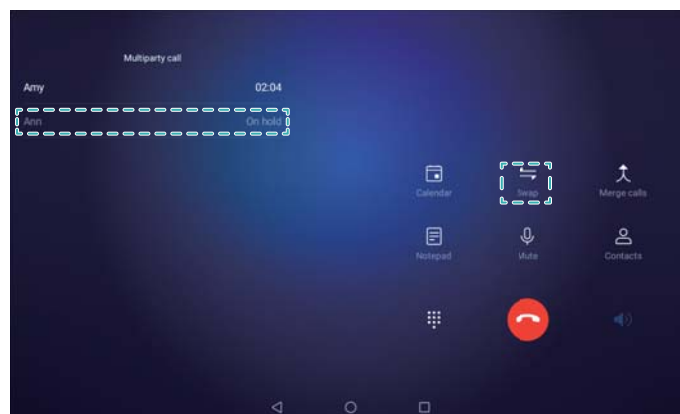 Multiparty call
Amy 02:04
Ann On hold
Calendar Swap Merge calls
Notepad Mute Contacts